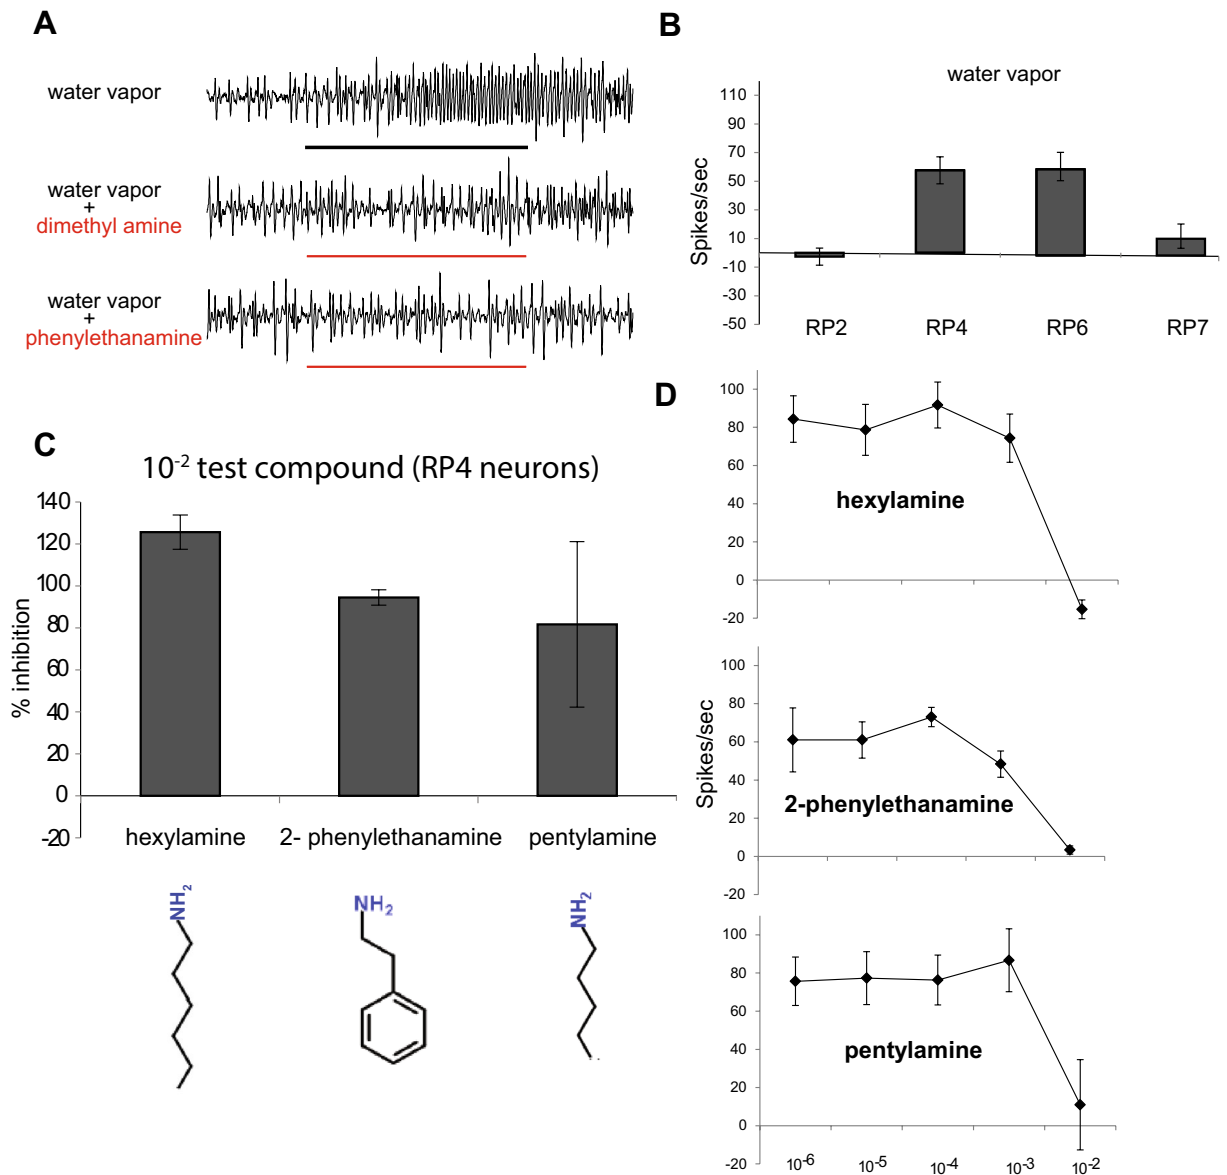 A
water vapor
water vapor
+
dimethyl amine
water vapor
+
phenylethanamine
B
water vapor
Spikes/sec
110
90
70
50
30
10
-10
-30
-50
RP2 RP4 RP6 RP7
C
10⁻² test compound (RP4 neurons)
% inhibition
140
120
100
80
60
40
20
0
-20
hexylamine 2- phenylethanamine pentylamine
NH₂ NH₂ NH₂
D
100
80
60
40
20
0
-20
hexylamine
Spikes/sec
100
80
60
40
20
0
-20
2-phenylethanamine
100
80
60
40
20
0
-20
pentylamine
10⁻⁶ 10⁻⁵ 10⁻⁴ 10⁻³ 10⁻²